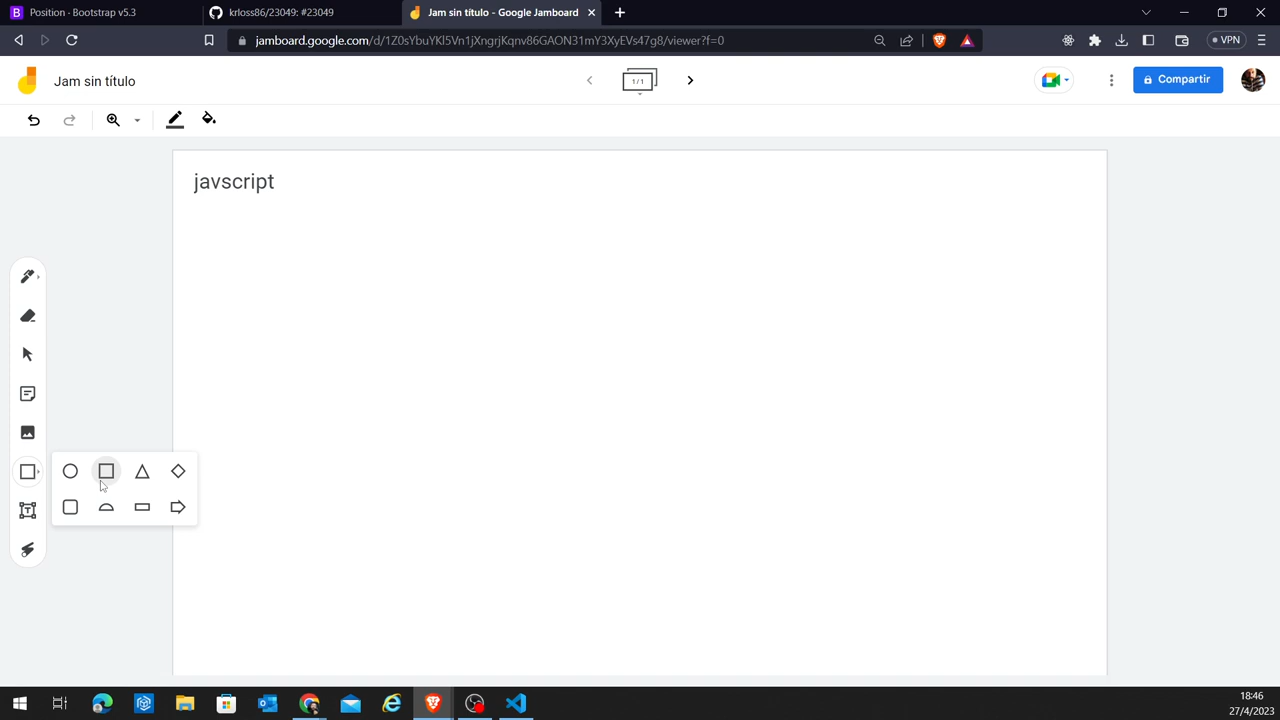 Position - Bootstrap v5.3
krloss86/23049: #23049
Jam sin título - Google Jamboard
jamboard.google.com/d/1Z0sYbuYKl5Vn1jXngrjKqnv86GAON31mY3XyEVs47g8/viewer?f=0
VPN
Jam sin título
1/1
Compartir
javscript
18:46
27/4/2023